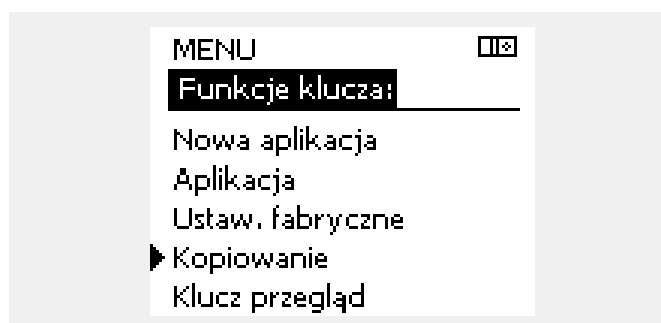 MENU
Funkcje klucza:
Nowa aplikacja
Aplikacja
Ustaw. fabryczne
Kopiowanie
Klucz przegląd